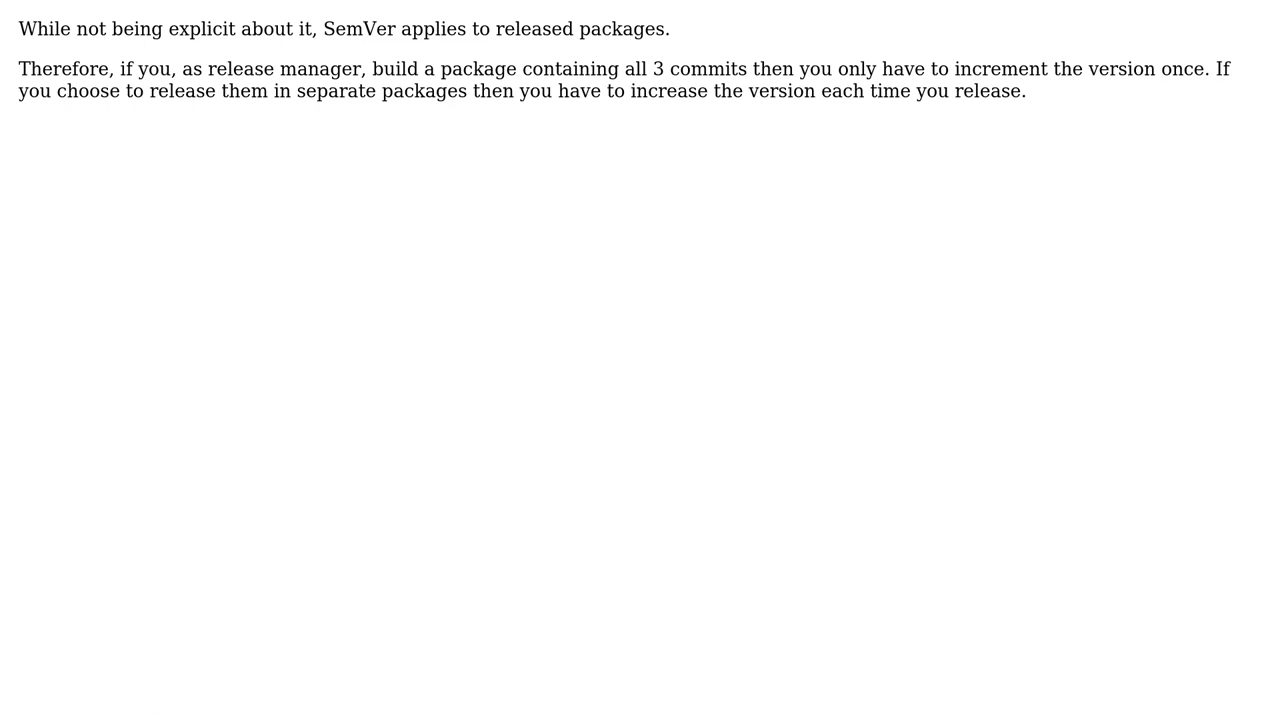 While not being explicit about it, SemVer applies to released packages.
Therefore, if you, as release manager, build a package containing all 3 commits then you only have to increment the version once. If
you choose to release them in separate packages then you have to increase the version each time you release.